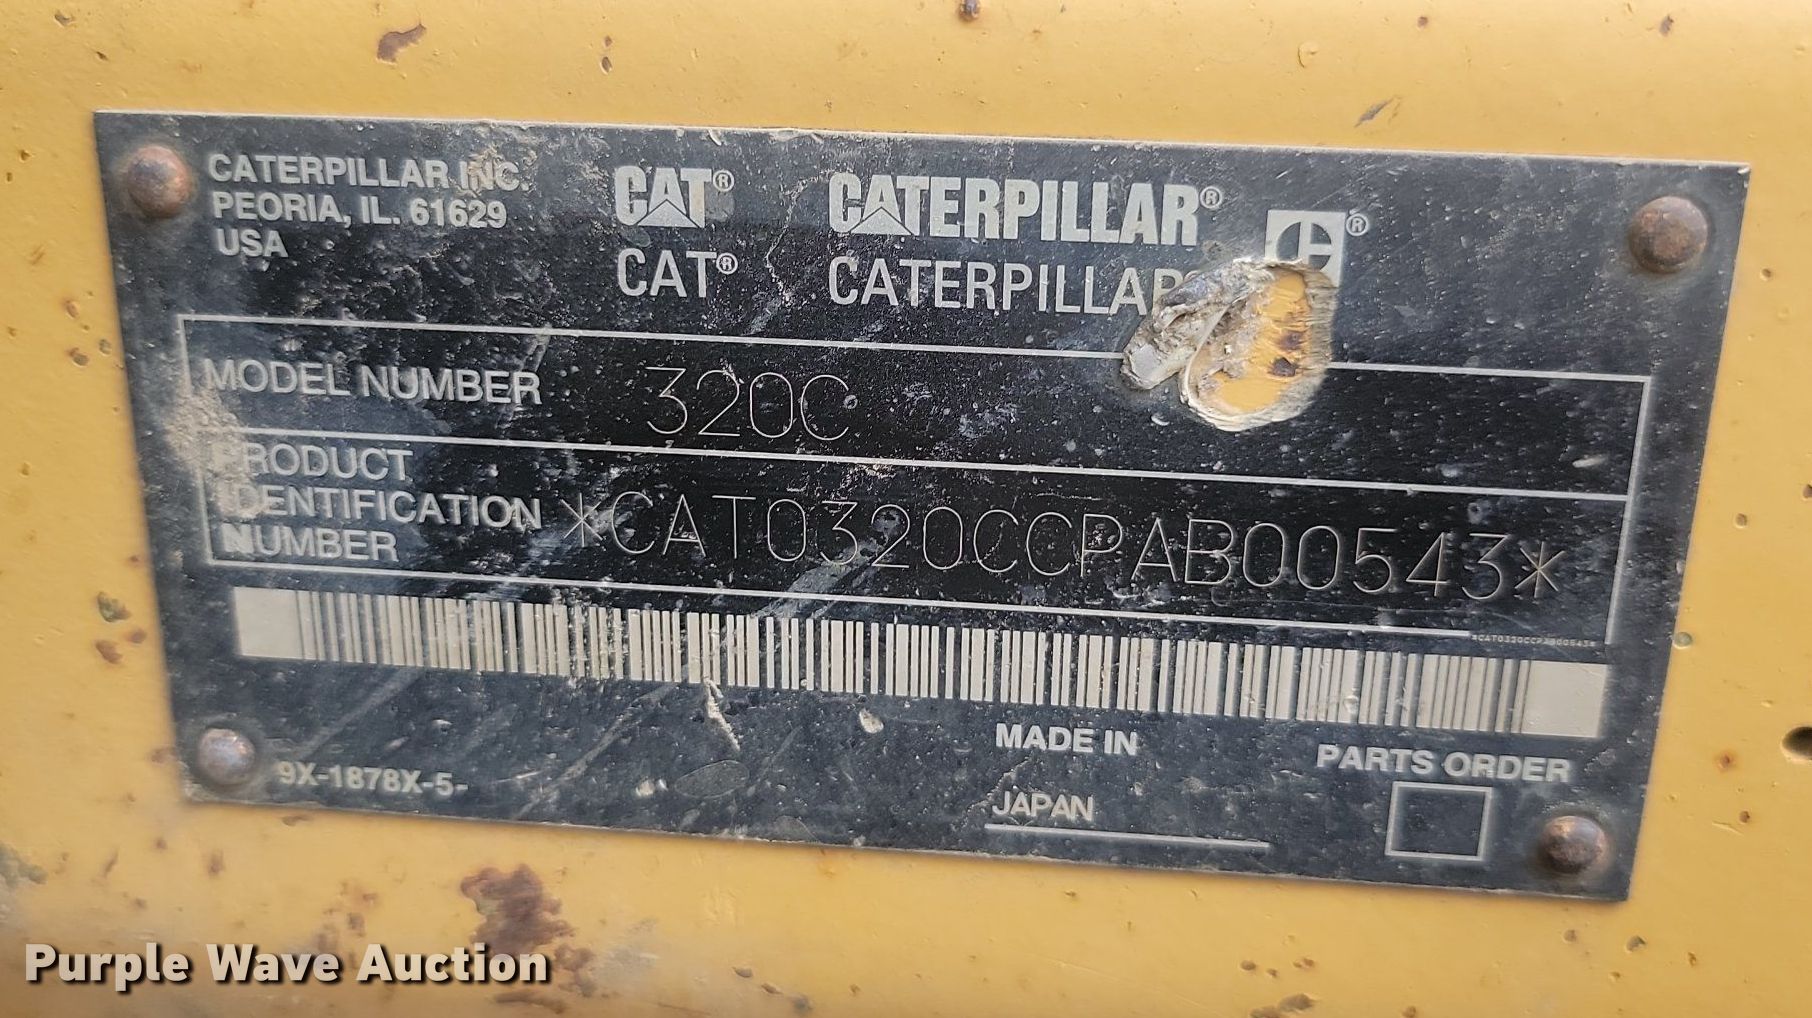 CATERPILLAR INC.
PEORIA, IL. 61629
USA
CAT® CATERPILLAR® ®
CAT® CATERPILLAR®
MODEL NUMBER 320C
PRODUCT
IDENTIFICATION
NUMBER
*CAT0320CCPAB00543*
*CAT0320CCPAB00543*
MADE IN
JAPAN
PARTS ORDER
9X-1878X-5-
Purple Wave Auction